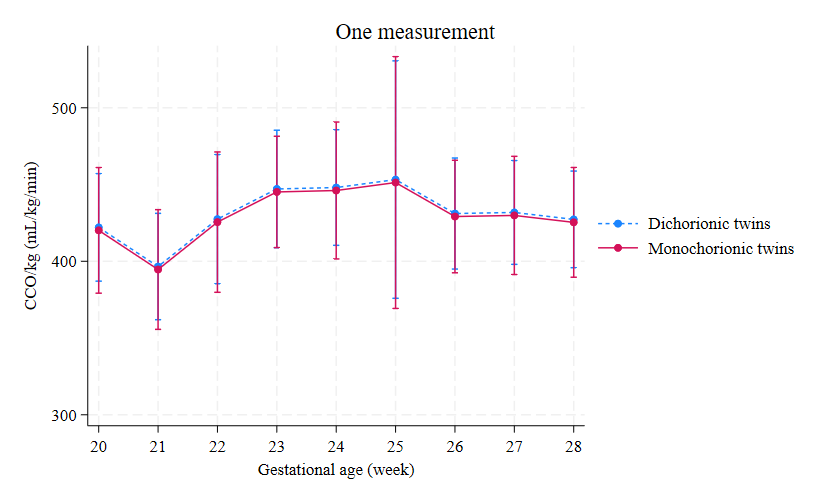 One measurement
CCO/kg (mL/kg/min)
500
400
300
20 21 22 23 24 25 26 27 28
Gestational age (week)
Dichorionic twins
Monochorionic twins